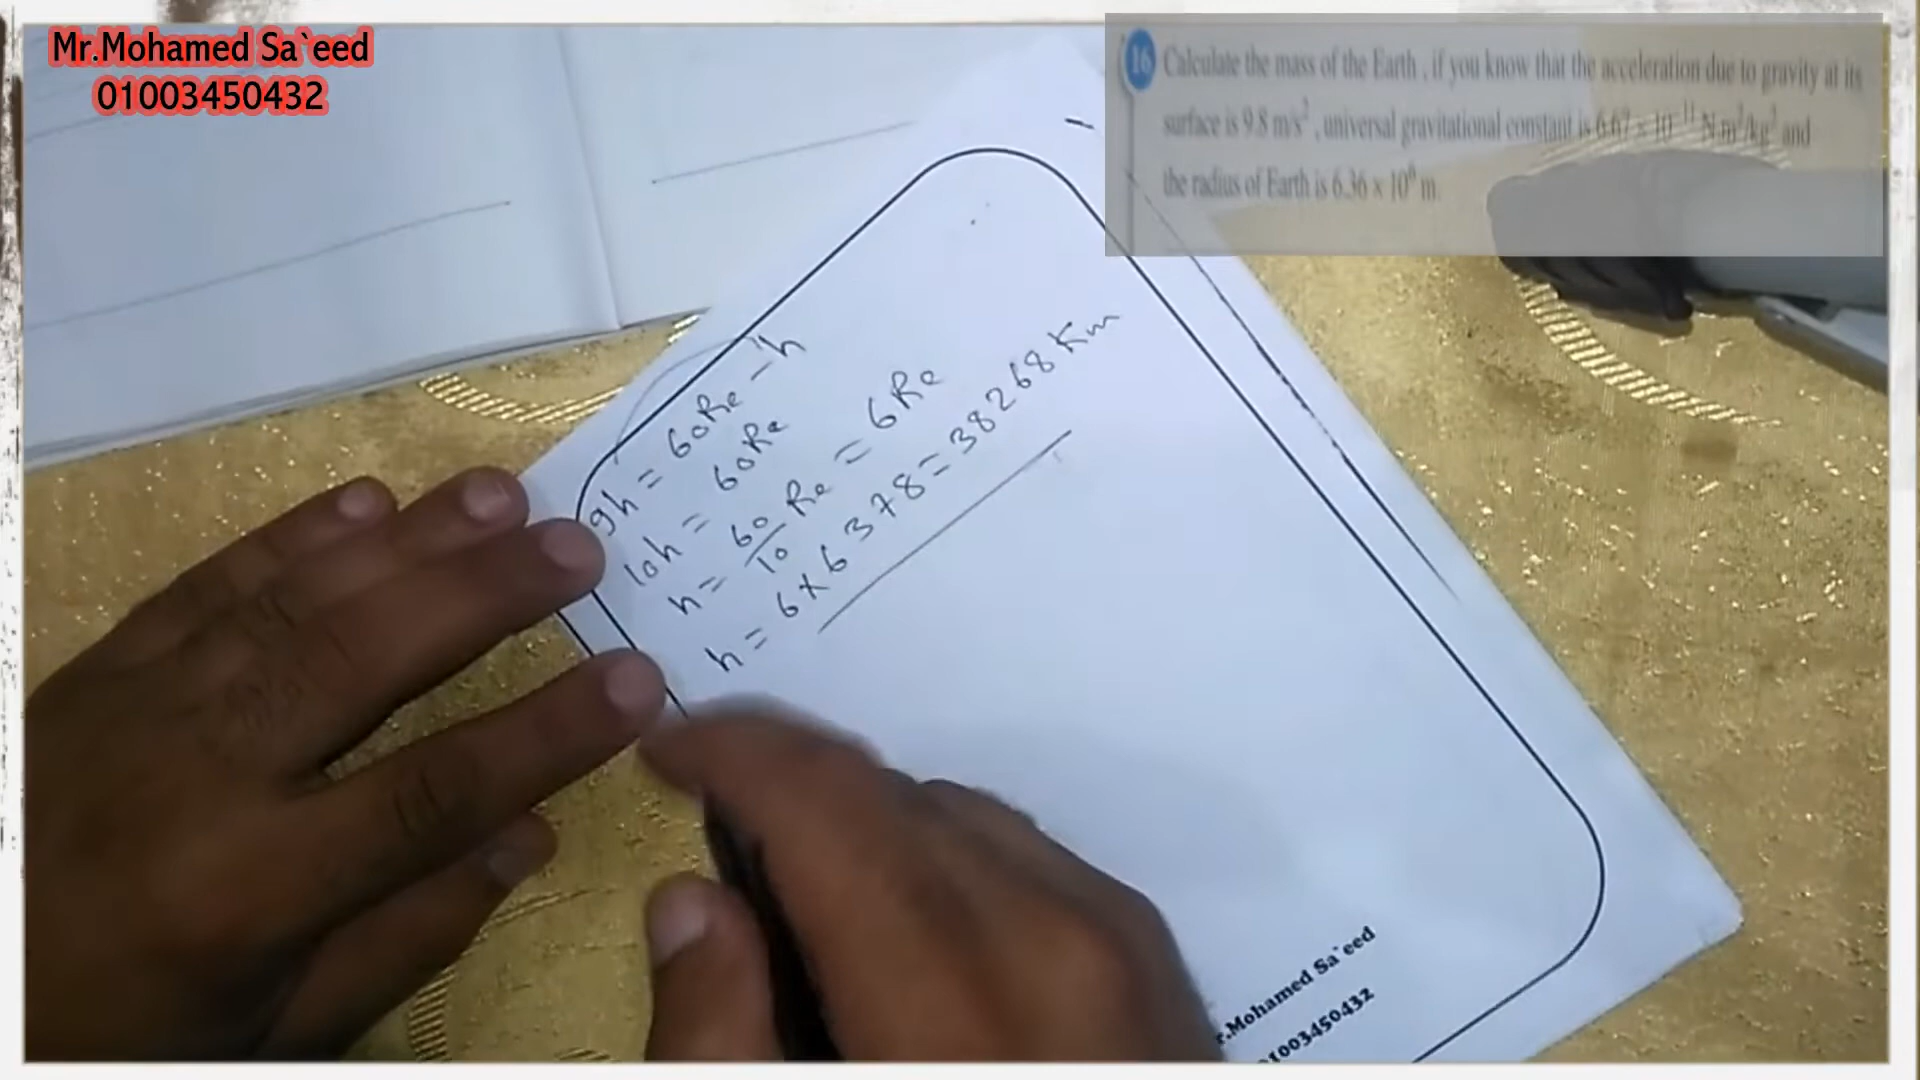 Mr.Mohamed Sa`eed
01003450432
16 Calculate the mass of the Earth , if you know that the acceleration due to gravity at its
surface is 9.8 m/s² , universal gravitational constant is 6.67 × 10⁻¹¹ N.m²/kg² and
the radius of Earth is 6.36 × 10⁶ m
9h = 60Re - h
10h = 60Re
h = 60/10 Re = 6Re
h = 6 × 6378 = 38268 Km
r.Mohamed Sa`eed
01003450432